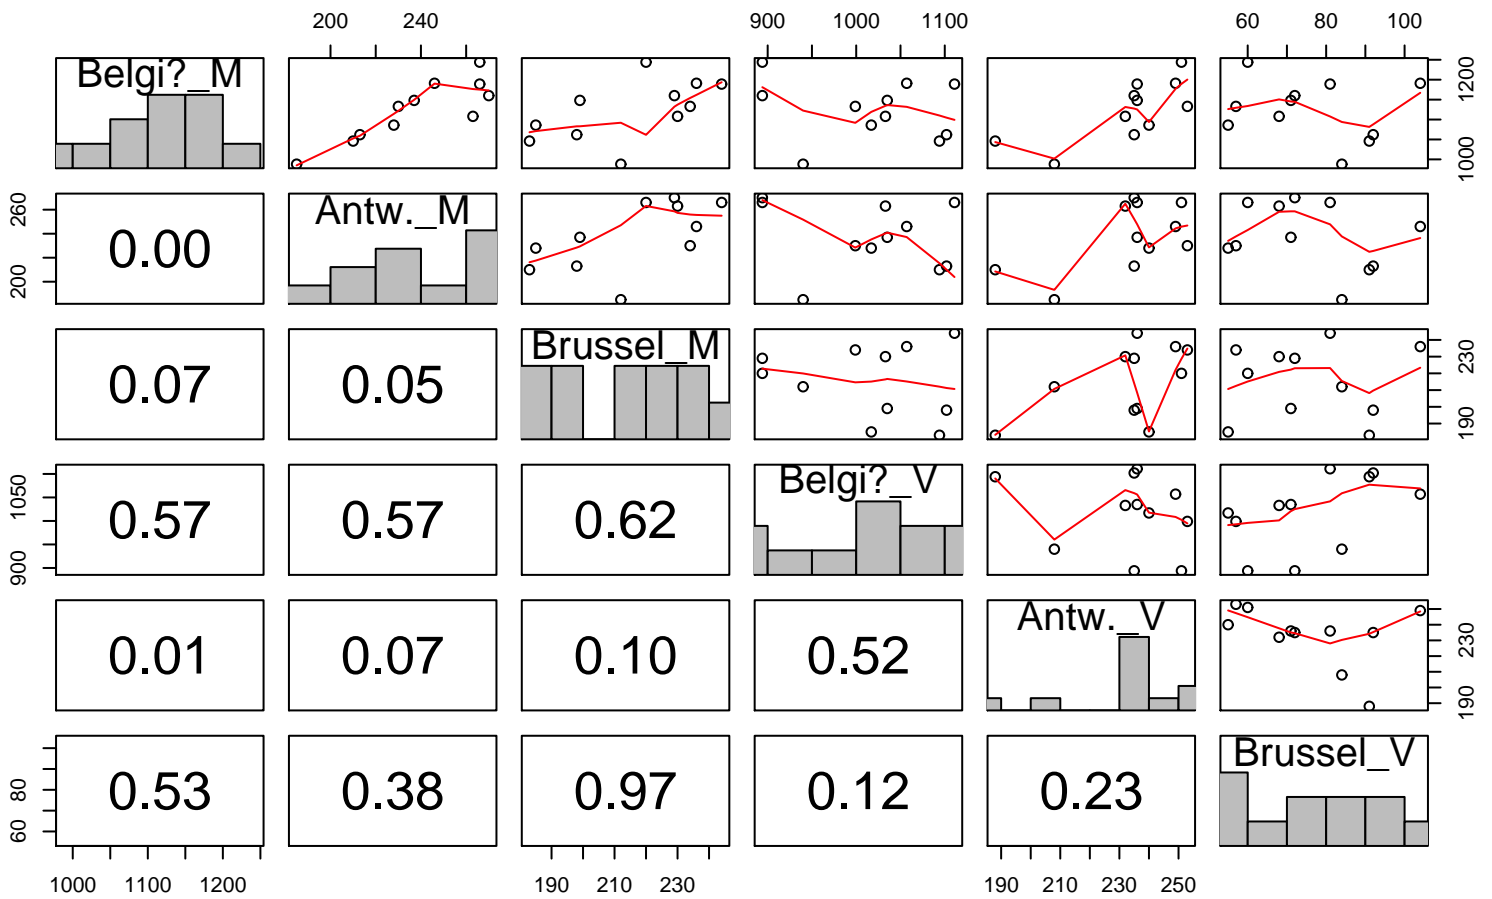 200 240 900 1000 1100 60 80 100
Belgi?_M 1000 1200
200 260 0.00 Antw._M
0.07 0.05 Brussel_M 190 230
900 1050 0.57 0.57 0.62 Belgi?_V
0.01 0.07 0.10 0.52 Antw._V 190 230
60 80 0.53 0.38 0.97 0.12 0.23 Brussel_V
1000 1100 1200 190 210 230 190 210 230 250